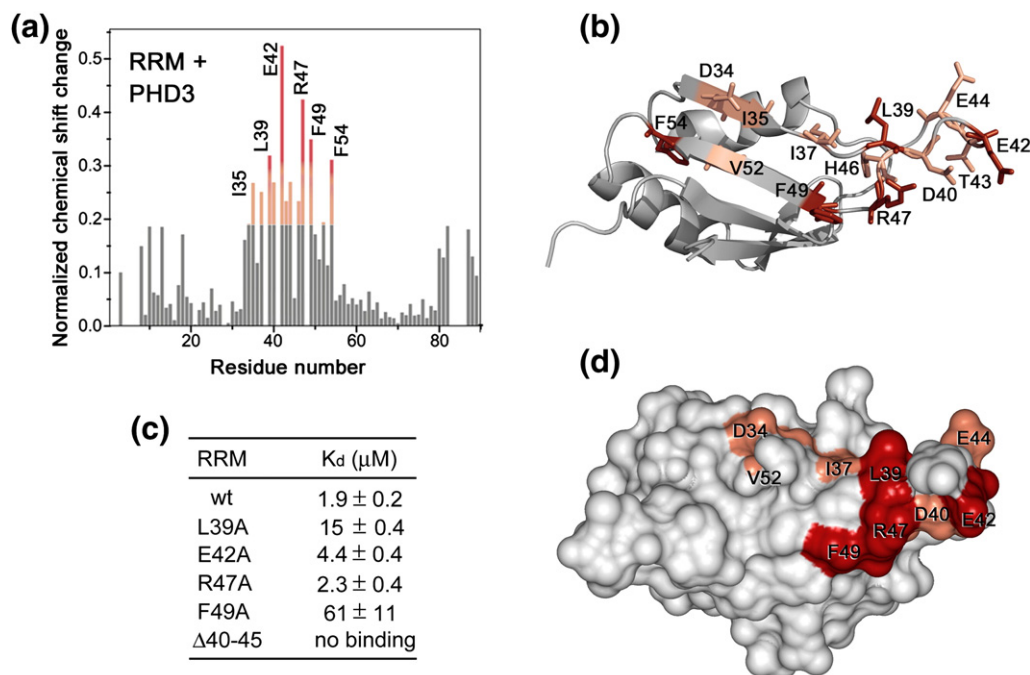 (a)
RRM +
PHD3
Normalized chemical shift change
0.5
0.4
0.3
0.2
0.1
0.0
I35
L39
E42
R47
F49
F54
20
40
60
80
Residue number
(b)
D34
I35
F54
V52
I37
H46
F49
L39
E44
E42
T43
D40
R47
(c)
RRM Kd (μM)
wt 1.9 ± 0.2
L39A 15 ± 0.4
E42A 4.4 ± 0.4
R47A 2.3 ± 0.4
F49A 61 ± 11
Δ40-45 no binding
(d)
D34
V52
I37
L39
E44
R47
D40
E42
F49